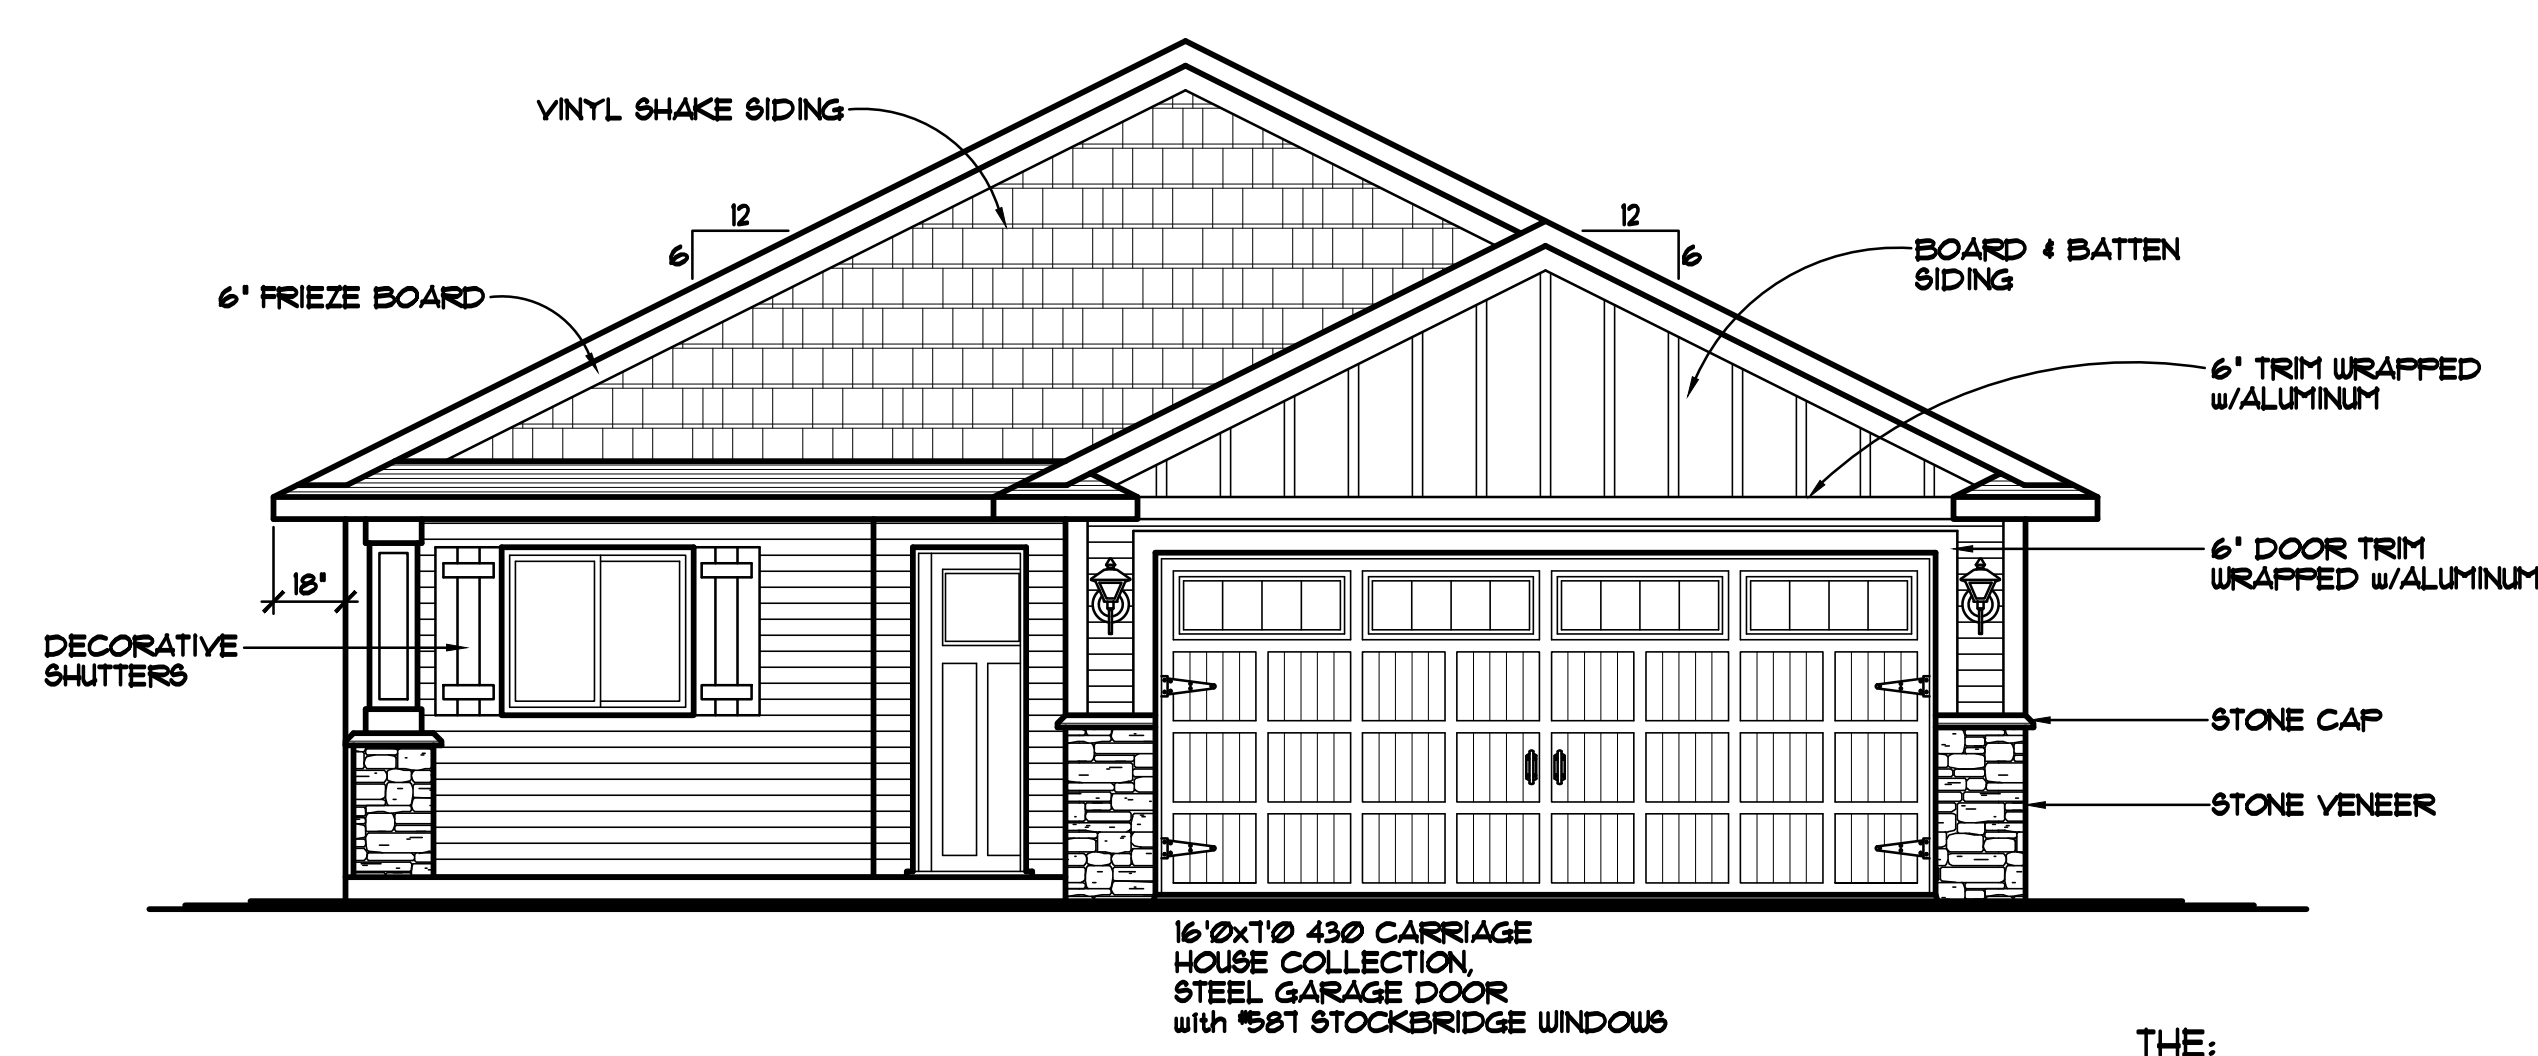 VINYL SHAKE SIDING
12
6
12
6
BOARD & BATTEN
SIDING
6" FRIEZE BOARD
6" TRIM WRAPPED
w/ALUMINUM
18"
6" DOOR TRIM
WRAPPED w/ALUMINUM
DECORATIVE
SHUTTERS
STONE CAP
STONE VENEER
16'0x7'0 430 CARRIAGE
HOUSE COLLECTION,
STEEL GARAGE DOOR
with #587 STOCKBRIDGE WINDOWS
THE: